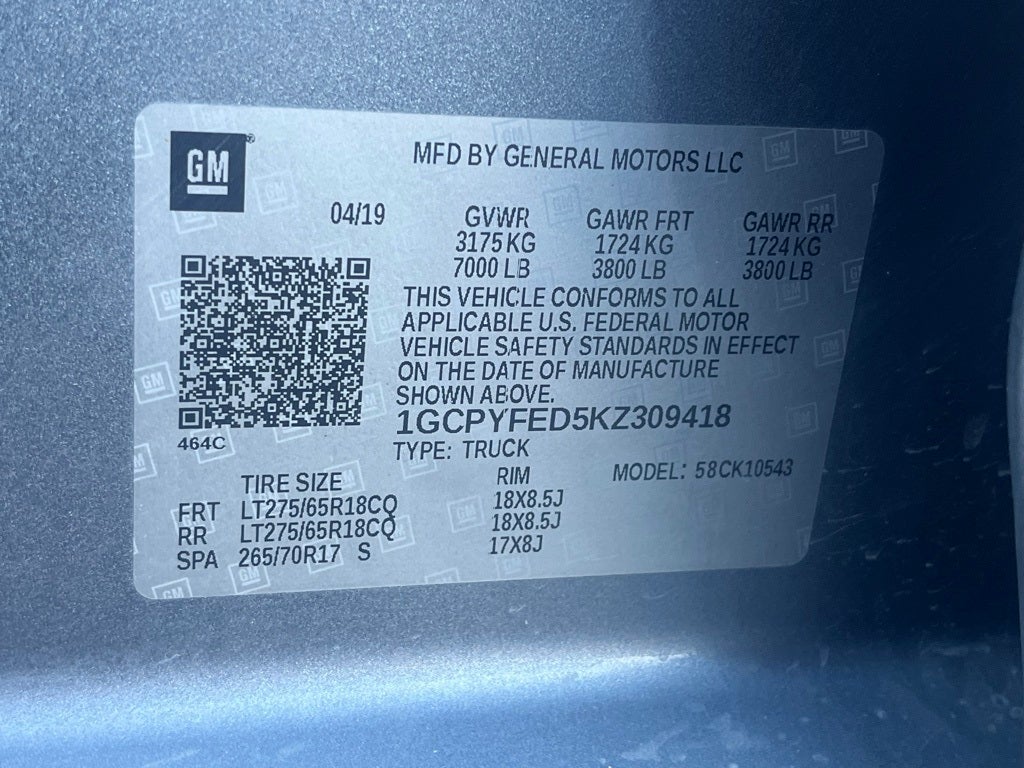 GM
MFD BY GENERAL MOTORS LLC
04/19 GVWR GAWR FRT GAWR RR
3175 KG 1724 KG 1724 KG
7000 LB 3800 LB 3800 LB
THIS VEHICLE CONFORMS TO ALL
APPLICABLE U.S. FEDERAL MOTOR
VEHICLE SAFETY STANDARDS IN EFFECT
ON THE DATE OF MANUFACTURE
SHOWN ABOVE.
1GCPYFED5KZ309418
464C
TYPE: TRUCK
MODEL: 58CK10543
TIRE SIZE RIM
FRT LT275/65R18CQ 18X8.5J
RR LT275/65R18CQ 18X8.5J
SPA 265/70R17 S 17X8J